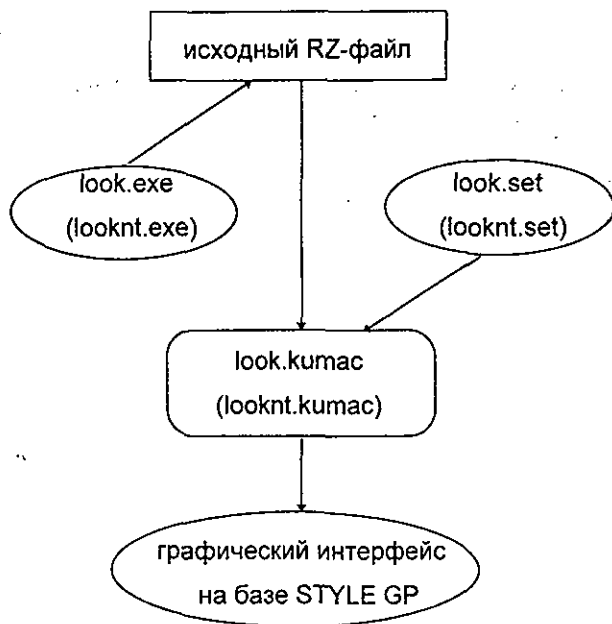 исходный RZ-файл
look.exe
(looknt.exe)
look.set
(looknt.set)
look.kumac
(looknt.kumac)
графический интерфейс
на базе STYLE GP